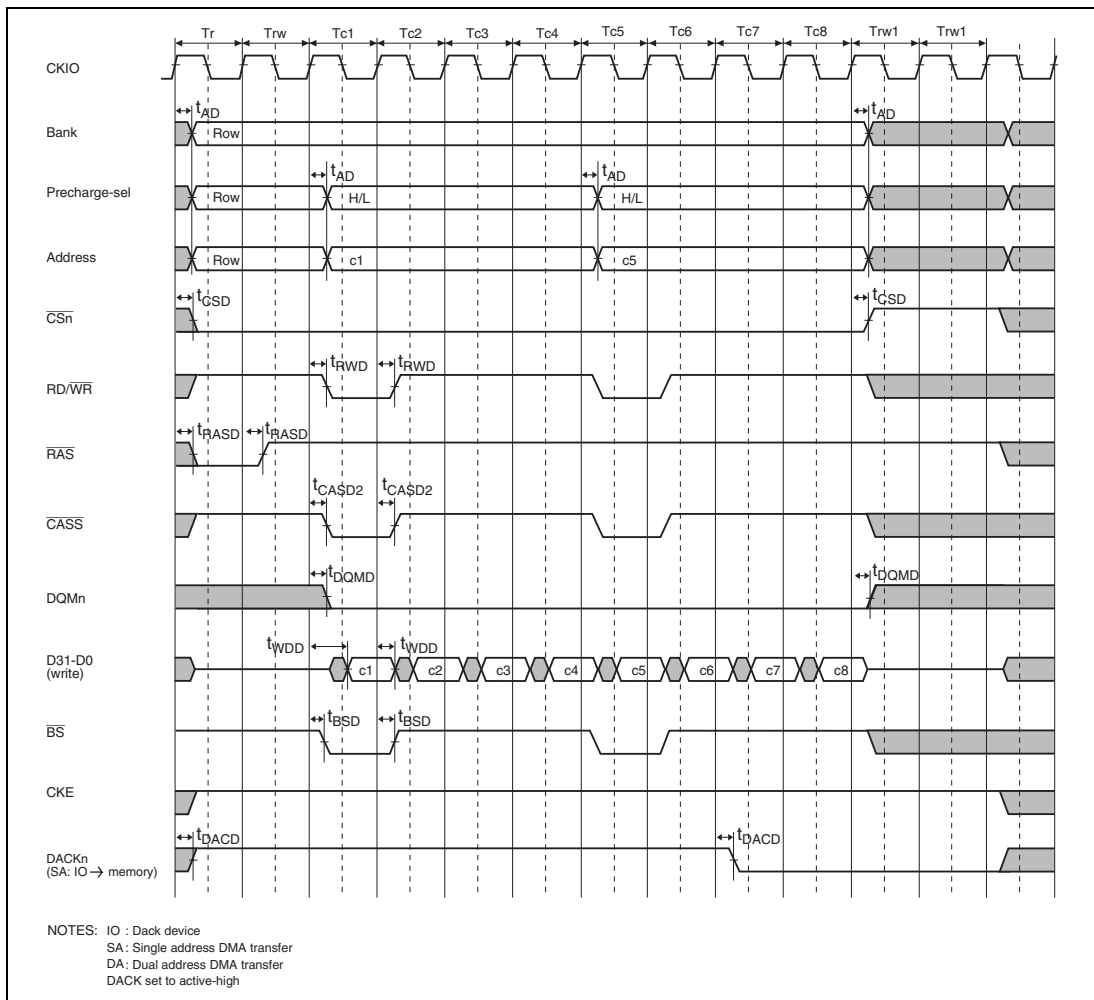 Tr Trw Tc1 Tc2 Tc3 Tc4 Tc5 Tc6 Tc7 Tc8 Trw1 Trw1
CKIO
tAD tAD
Bank Row
tAD tAD
Precharge-sel Row H/L H/L
Address Row c1 c5
tCSD tCSD
CSn
tRWD tRWD
RD/WR
tRASD tRASD
RAS
tCASD2 tCASD2
CASS
tDQMD tDQMD
DQMn
tWDD tWDD
D31-D0 c1 c2 c3 c4 c5 c6 c7 c8
(write)
tBSD tBSD
BS
CKE
tDACD tDACD
DACKn
(SA: IO → memory)
NOTES: IO : Dack device
SA : Single address DMA transfer
DA : Dual address DMA transfer
DACK set to active-high